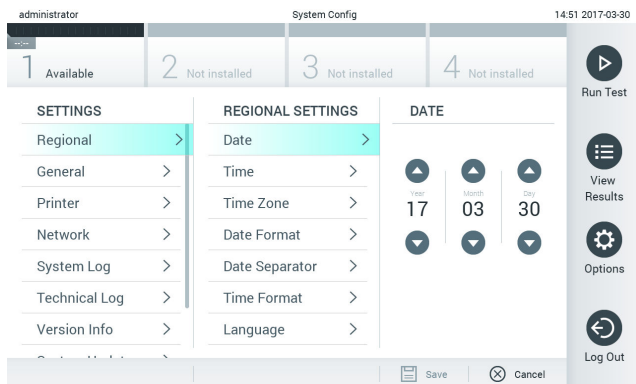 administrator System Config 14:51 2017-03-30
--:--
1 Available 2 Not installed 3 Not installed 4 Not installed
Run Test
SETTINGS REGIONAL SETTINGS DATE
Regional > Date >
General > Time >
Year Month Day
View Results
Printer > Time Zone > 17 03 30
Network > Date Format >
System Log > Date Separator >
Options
Technical Log > Time Format >
Version Info > Language >
Log Out
Save Cancel